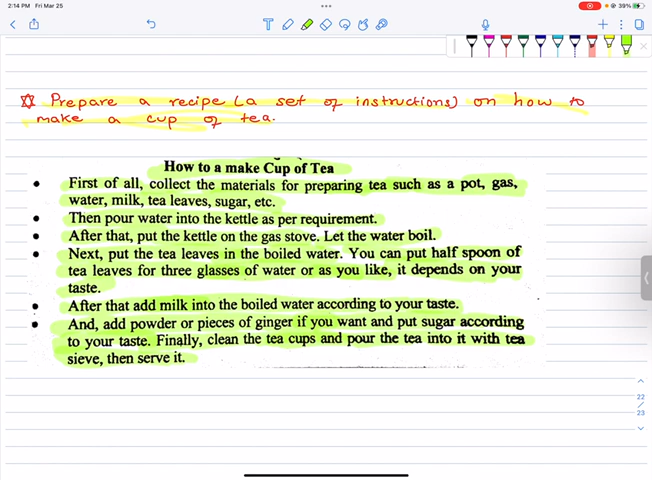 2:14 PM Fri Mar 25
39%
Prepare a recipe (a set of instructions) on how to
make a cup of tea.
How to a make Cup of Tea
• First of all, collect the materials for preparing tea such as a pot, gas,
water, milk, tea leaves, sugar, etc.
• Then pour water into the kettle as per requirement.
• After that, put the kettle on the gas stove. Let the water boil.
• Next, put the tea leaves in the boiled water. You can put half spoon of
tea leaves for three glasses of water or as you like, it depends on your
taste.
• After that add milk into the boiled water according to your taste.
• And, add powder or pieces of ginger if you want and put sugar according
to your taste. Finally, clean the tea cups and pour the tea into it with tea
sieve, then serve it.
22
/
23